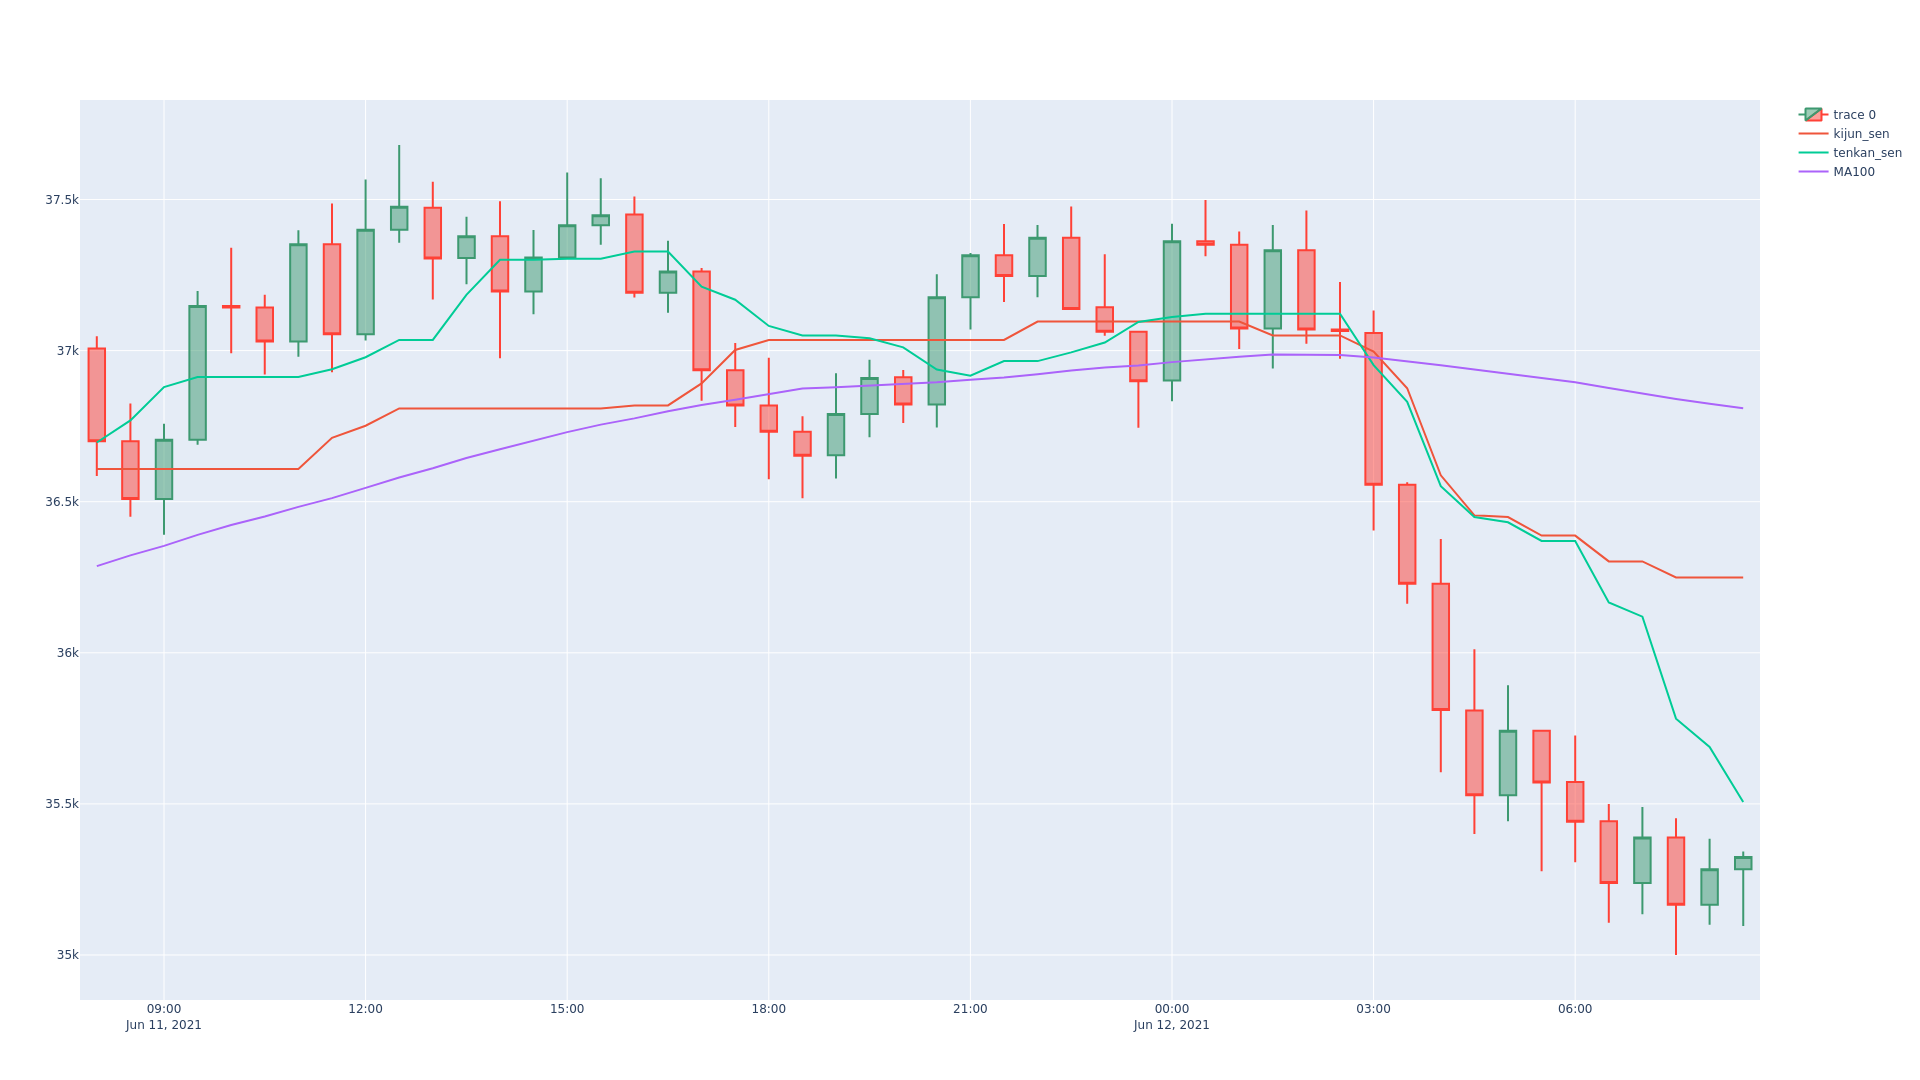 trace 0
kijun_sen
tenkan_sen
MA100
37.5k
37k
36.5k
36k
35.5k
35k
09:00 12:00 15:00 18:00 21:00 00:00 03:00 06:00
Jun 11, 2021 Jun 12, 2021